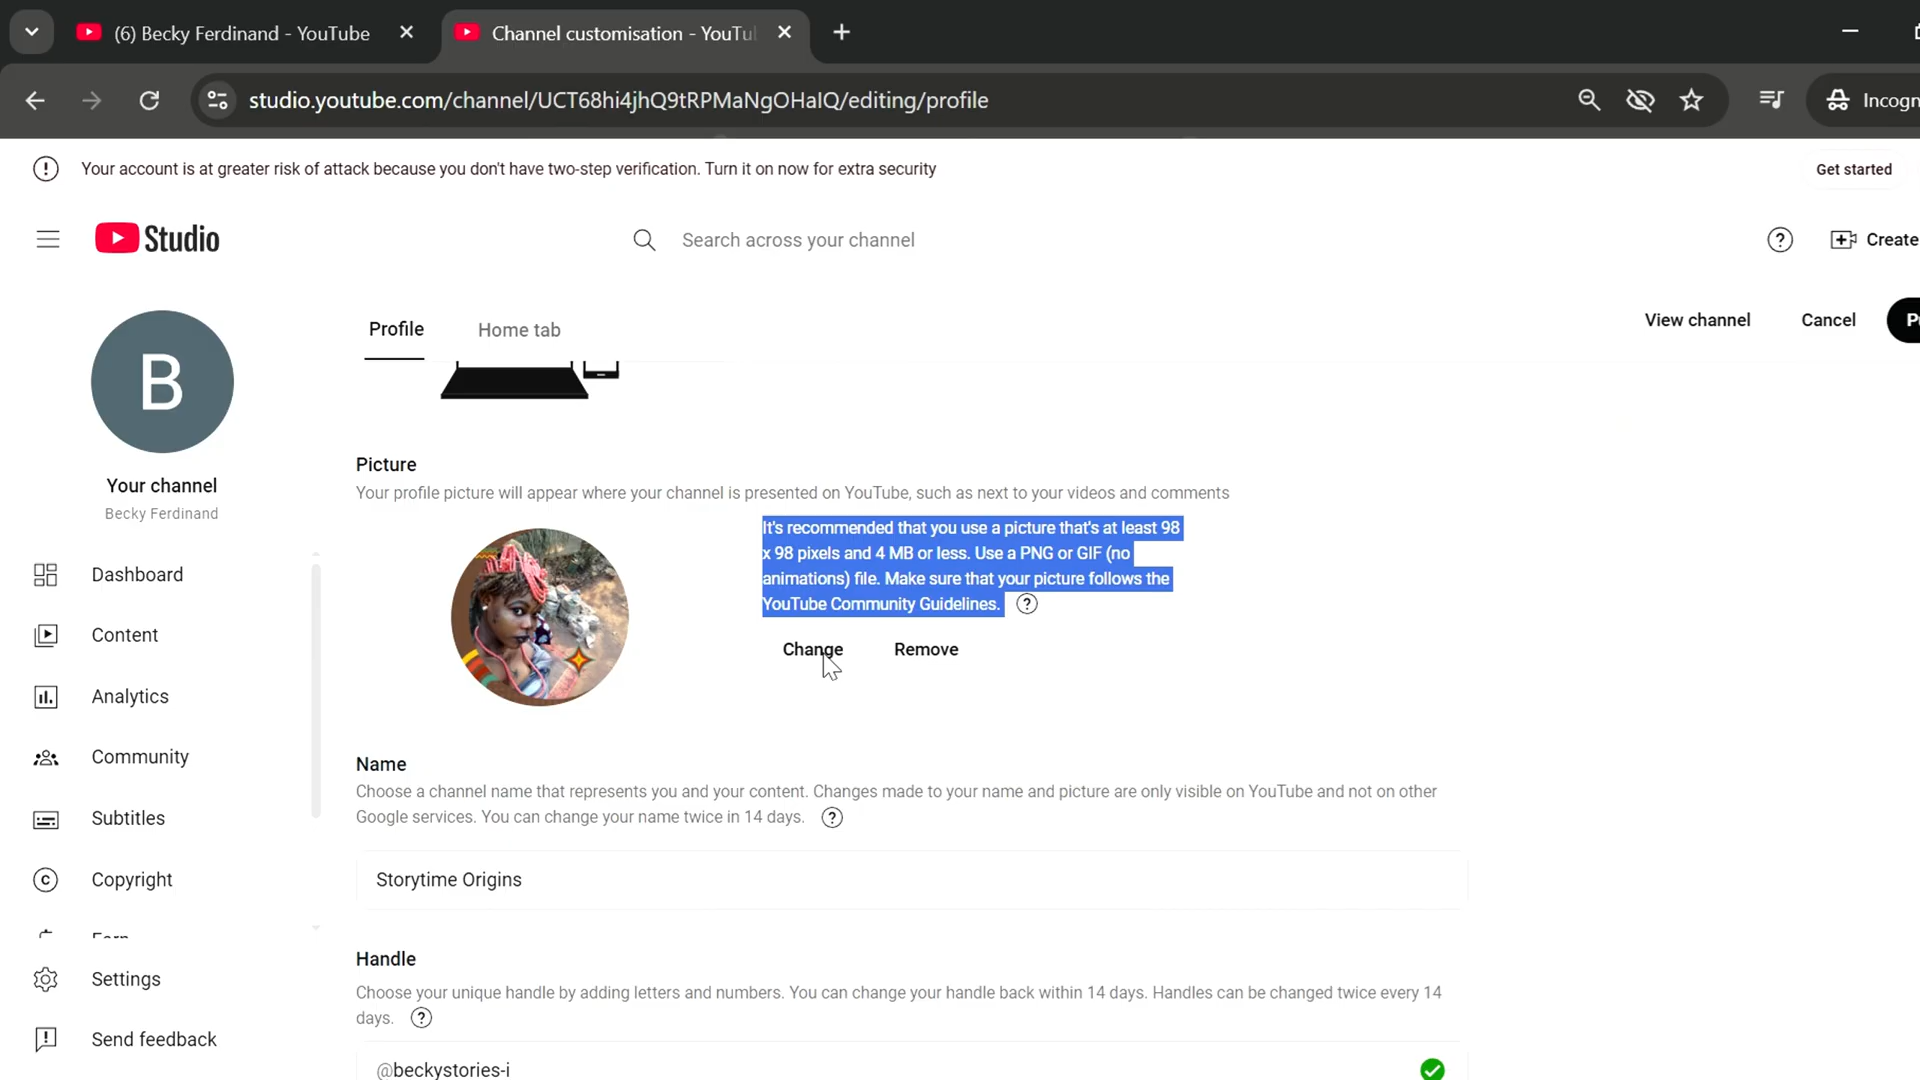 (6) Becky Ferdinand - YouTube
Channel customisation - YouTu
studio.youtube.com/channel/UCT68hi4jhQ9tRPMaNgOHaIQ/editing/profile
Incogn
Your account is at greater risk of attack because you don't have two-step verification. Turn it on now for extra security
Get started
Studio
Search across your channel
Create
Profile
Home tab
View channel
Cancel
B
Your channel
Becky Ferdinand
Picture
Your profile picture will appear where your channel is presented on YouTube, such as next to your videos and comments
It's recommended that you use a picture that's at least 98
x 98 pixels and 4 MB or less. Use a PNG or GIF (no
animations) file. Make sure that your picture follows the
YouTube Community Guidelines.
Change
Remove
Dashboard
Content
Analytics
Community
Subtitles
Copyright
Settings
Send feedback
Name
Choose a channel name that represents you and your content. Changes made to your name and picture are only visible on YouTube and not on other
Google services. You can change your name twice in 14 days.
Storytime Origins
Handle
Choose your unique handle by adding letters and numbers. You can change your handle back within 14 days. Handles can be changed twice every 14
days.
@beckystories-i